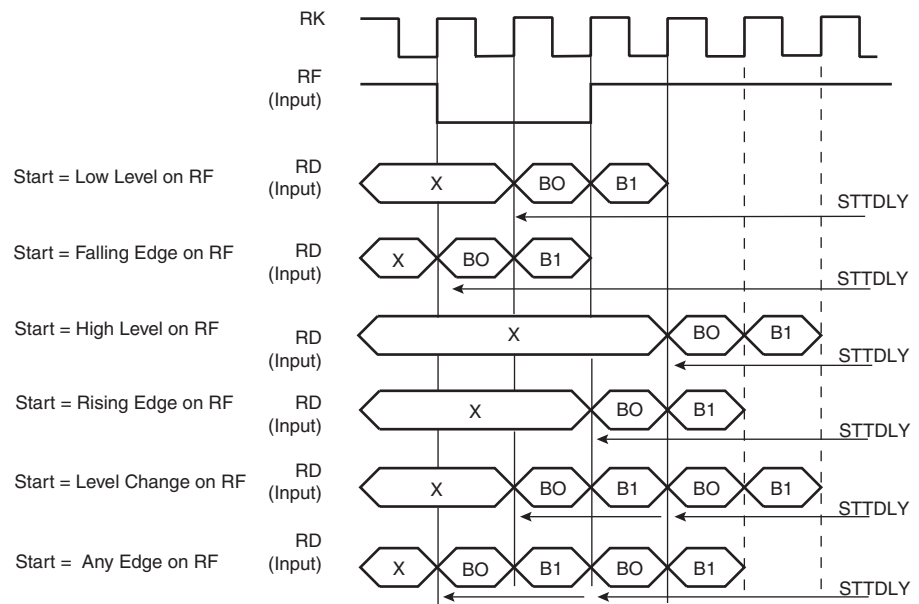 RK
RF
(Input)
Start = Low Level on RF
RD
(Input)
X
BO
B1
STTDLY
Start = Falling Edge on RF
RD
(Input)
X
BO
B1
STTDLY
Start = High Level on RF
RD
(Input)
X
BO
B1
STTDLY
Start = Rising Edge on RF
RD
(Input)
X
BO
B1
STTDLY
Start = Level Change on RF
RD
(Input)
X
BO
B1
BO
B1
STTDLY
Start = Any Edge on RF
RD
(Input)
X
BO
B1
BO
B1
STTDLY